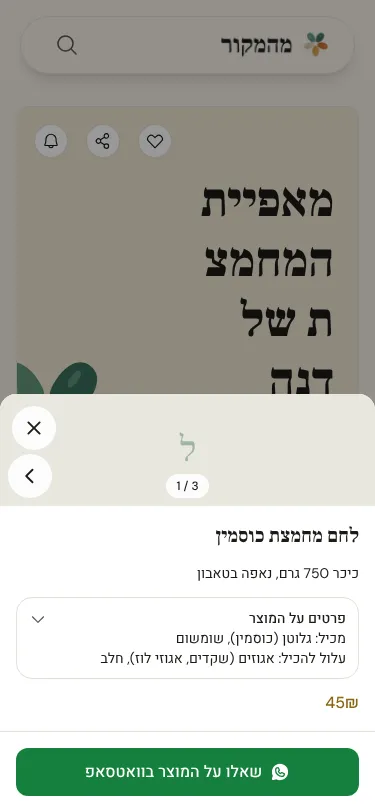 מהמקור
מאפיית
המחמצ
ת של
דנה
ל
1 / 3
לחם מחמצת כוסמין
כיכר 750 גרם, נאפה בטאבון
פרטים על המוצר
מכיל: גלוטן (כוסמין), שומשום
עלול להכיל: אגוזים (שקדים, אגוזי לוז), חלב
45₪
שאלו על המוצר בוואטסאפ